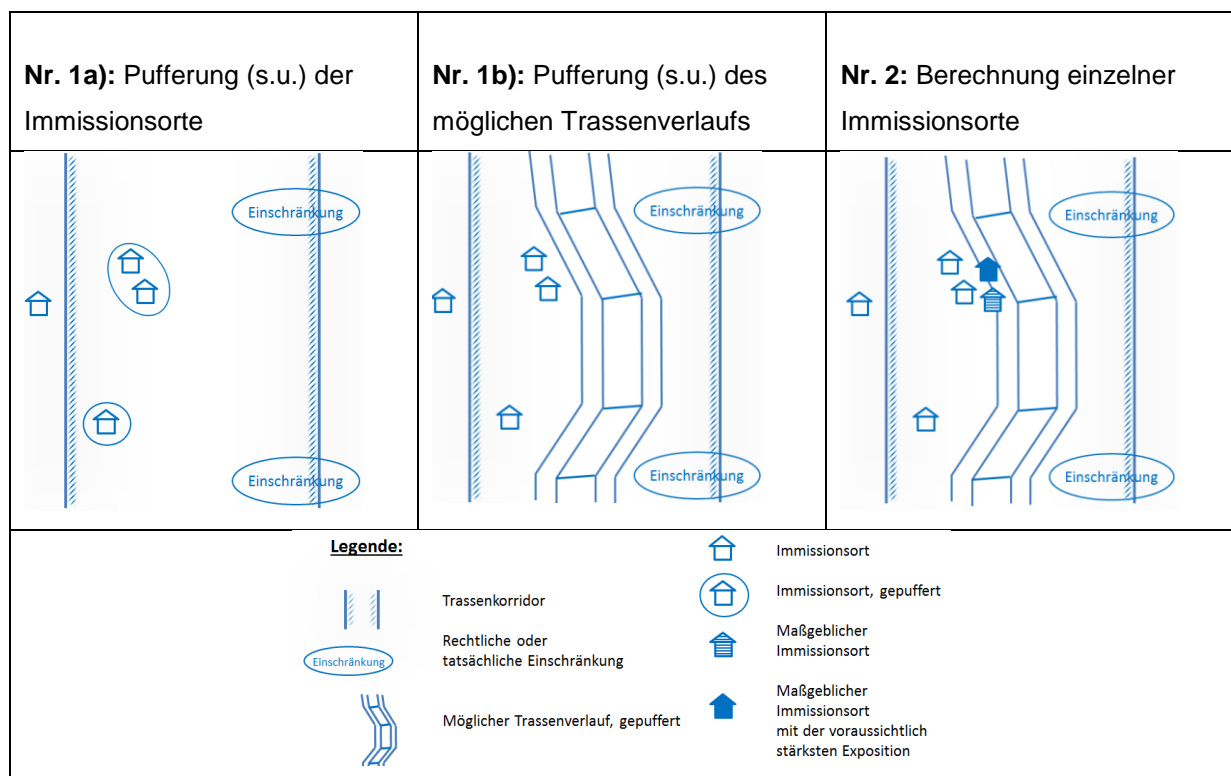 Nr. 1a): Pufferung (s.u.) der
Immissionsorte
Nr. 1b): Pufferung (s.u.) des
möglichen Trassenverlaufs
Nr. 2: Berechnung einzelner
Immissionsorte
Einschränkung
Einschränkung
Einschränkung
Einschränkung
Einschränkung
Einschränkung
Legende:
Trassenkorridor
Einschränkung
Rechtliche oder
tatsächliche Einschränkung
Möglicher Trassenverlauf, gepuffert
Immissionsort
Immissionsort, gepuffert
Maßgeblicher
Immissionsort
Maßgeblicher
Immissionsort
mit der voraussichtlich
stärksten Exposition